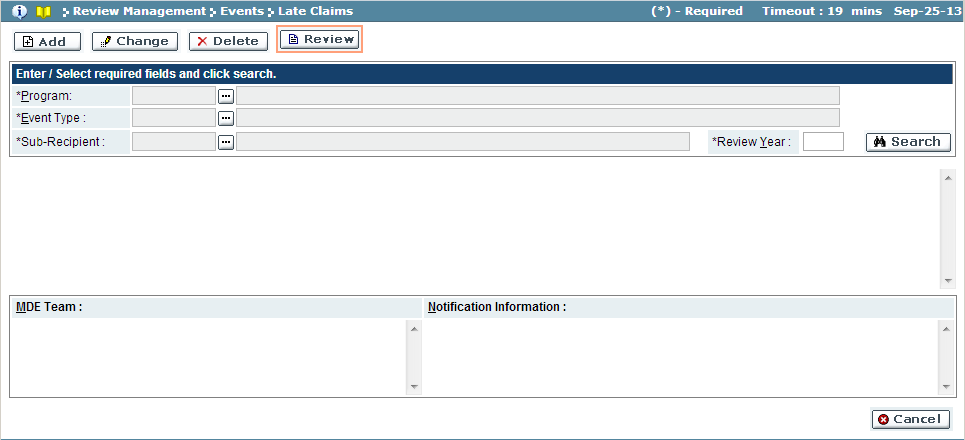 Review Management Events Late Claims (*) - Required Timeout : 19 mins Sep-25-13
Add Change Delete Review
Enter / Select required fields and click search.
*Program: ...
*Event Type : ...
*Sub-Recipient : ... *Review Year : Search
MDE Team : Notification Information :
Cancel